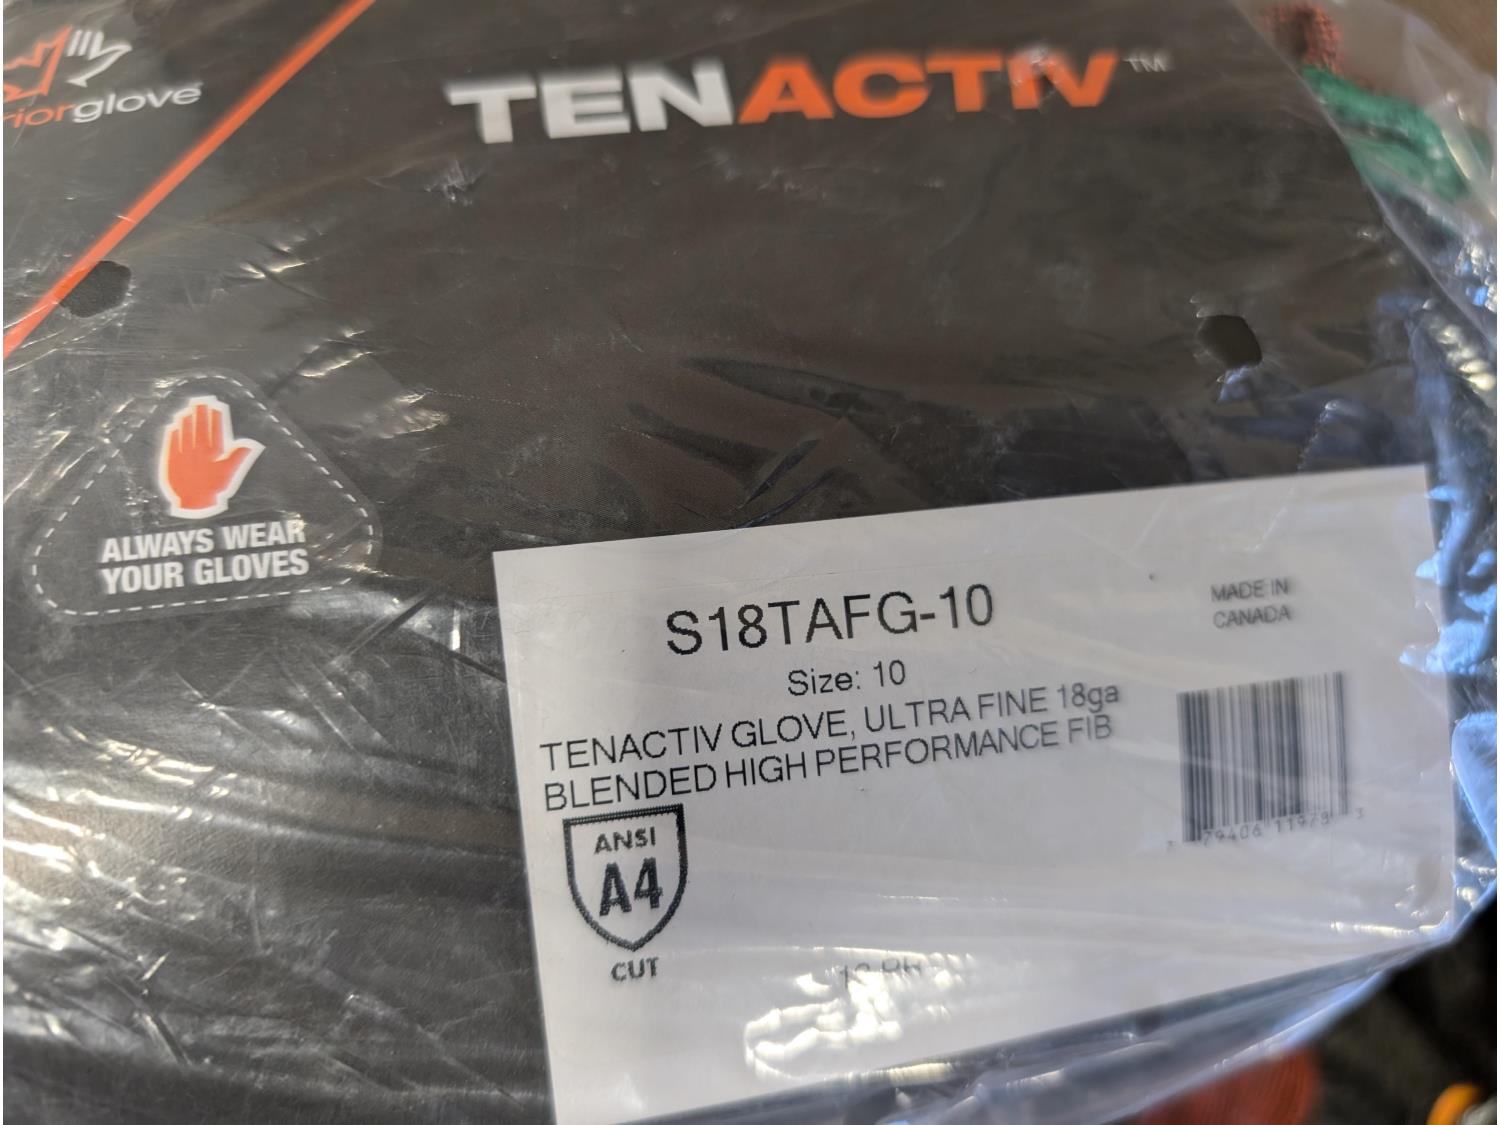 riorglove
TENACTIV™
ALWAYS WEAR
YOUR GLOVES
S18TAFG-10
MADE IN
CANADA
Size: 10
TENACTIV GLOVE, ULTRA FINE 18ga
BLENDED HIGH PERFORMANCE FIB
ANSI
A4
CUT